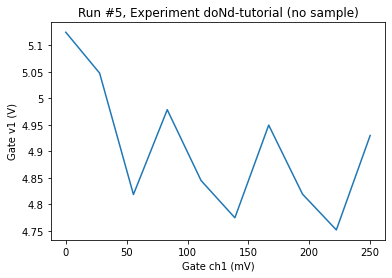 Run #5, Experiment doNd-tutorial (no sample)
5.1
5.05
5
4.95
4.9
4.85
4.8
4.75
Gate v1 (V)
0 50 100 150 200 250
Gate ch1 (mV)